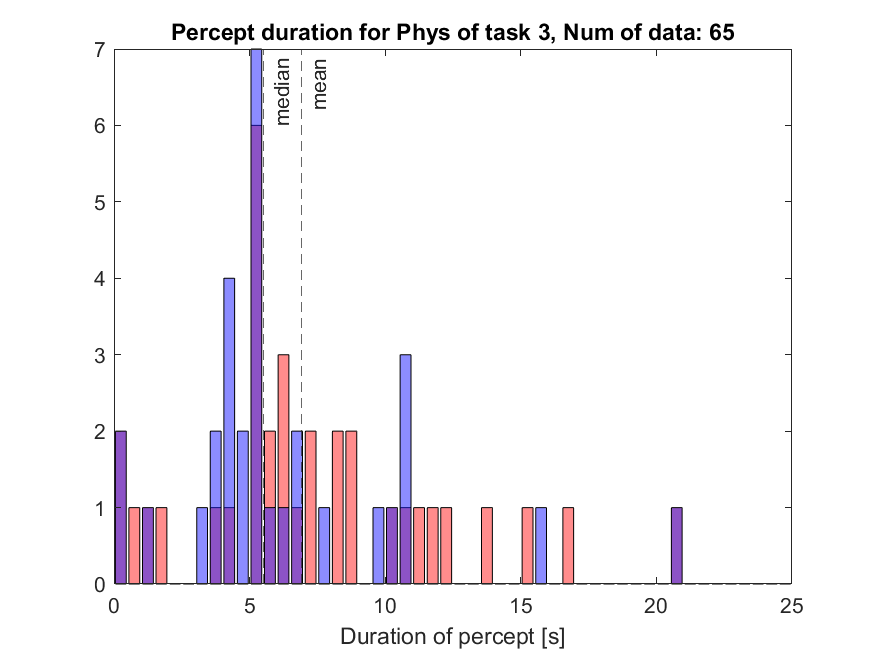 Percept duration for Phys of task 3, Num of data: 65
7
6
5
4
3
2
1
0
median
mean
0 5 10 15 20 25
Duration of percept [s]